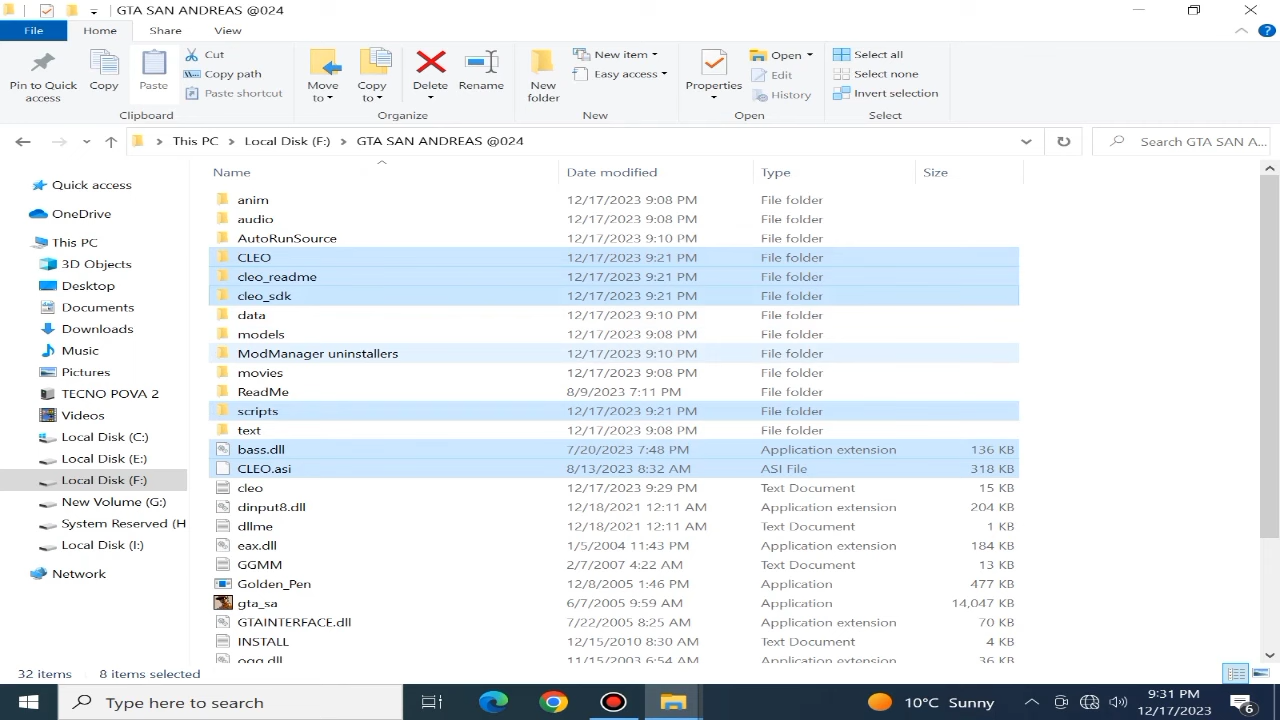 GTA SAN ANDREAS @024
File
Home
Share
View
Pin to Quick access
Copy
Paste
Cut
Copy path
Paste shortcut
Clipboard
Move to
Copy to
Delete
Rename
Organize
New folder
New item
Easy access
New
Properties
Open
Edit
History
Open
Select all
Select none
Invert selection
Select
This PC
Local Disk (F:)
GTA SAN ANDREAS @024
Search GTA SAN A...
Quick access
OneDrive
This PC
3D Objects
Desktop
Documents
Downloads
Music
Pictures
TECNO POVA 2
Videos
Local Disk (C:)
Local Disk (E:)
Local Disk (F:)
New Volume (G:)
System Reserved (H
Local Disk (I:)
Network
Name Date modified Type Size
anim 12/17/2023 9:08 PM File folder
audio 12/17/2023 9:08 PM File folder
AutoRunSource 12/17/2023 9:10 PM File folder
CLEO 12/17/2023 9:21 PM File folder
cleo_readme 12/17/2023 9:21 PM File folder
cleo_sdk 12/17/2023 9:21 PM File folder
data 12/17/2023 9:10 PM File folder
models 12/17/2023 9:08 PM File folder
ModManager uninstallers 12/17/2023 9:10 PM File folder
movies 12/17/2023 9:08 PM File folder
ReadMe 8/9/2023 7:11 PM File folder
scripts 12/17/2023 9:21 PM File folder
text 12/17/2023 9:08 PM File folder
bass.dll 7/20/2023 7:48 PM Application extension 136 KB
CLEO.asi 8/13/2023 8:32 AM ASI File 318 KB
cleo 12/17/2023 9:29 PM Text Document 15 KB
dinput8.dll 12/18/2021 12:11 AM Application extension 204 KB
dllme 12/18/2021 12:11 AM Text Document 1 KB
eax.dll 1/5/2004 11:43 PM Application extension 184 KB
GGMM 2/7/2007 4:22 AM Text Document 13 KB
Golden_Pen 12/8/2005 1:46 PM Application 477 KB
gta_sa 6/7/2005 9:59 AM Application 14,047 KB
GTAINTERFACE.dll 7/22/2005 8:25 AM Application extension 70 KB
INSTALL 12/15/2010 8:30 AM Text Document 4 KB
ogg.dll 11/15/2003 6:54 AM Application extension 36 KB
32 items 8 items selected
Type here to search
10°C Sunny
9:31 PM
12/17/2023
6